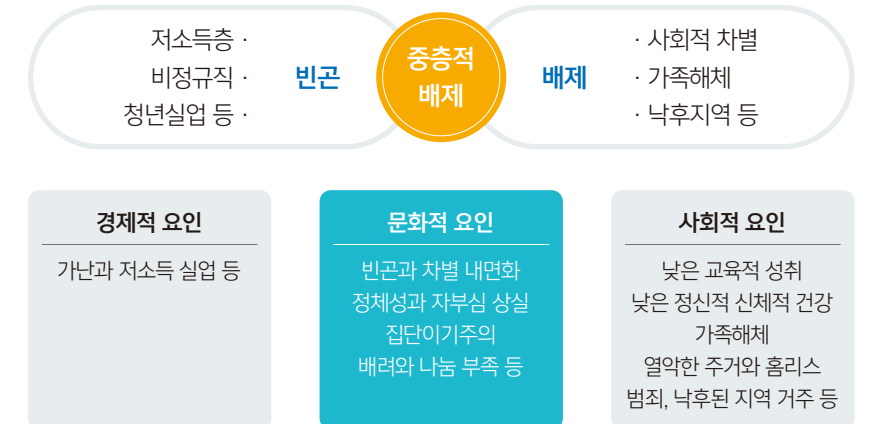 저소득층 ·
비정규직 ·
청년실업 등 ·
빈곤
중층적
배제
배제
· 사회적 차별
· 가족해체
· 낙후지역 등
경제적 요인
가난과 저소득 실업 등
문화적 요인
빈곤과 차별 내면화
정체성과 자부심 상실
집단이기주의
배려와 나눔 부족 등
사회적 요인
낮은 교육적 성취
낮은 정신적 신체적 건강
가족해체
열악한 주거와 홈리스
범죄, 낙후된 지역 거주 등